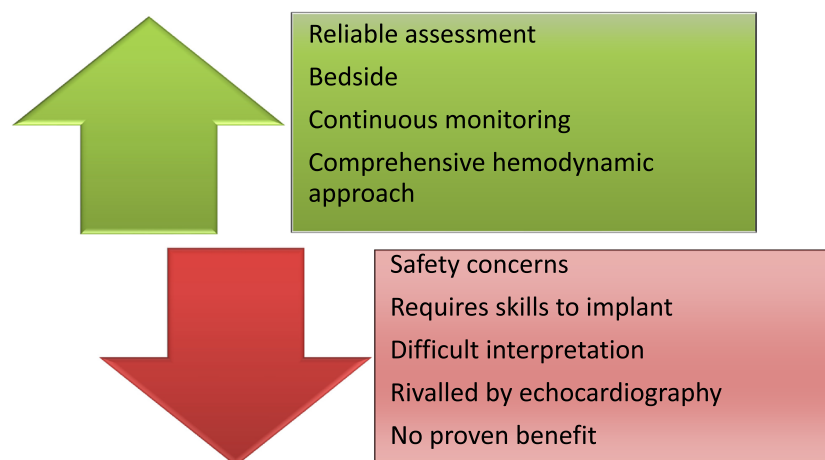 Reliable assessment
Bedside
Continuous monitoring
Comprehensive hemodynamic
approach
Safety concerns
Requires skills to implant
Difficult interpretation
Rivalled by echocardiography
No proven benefit